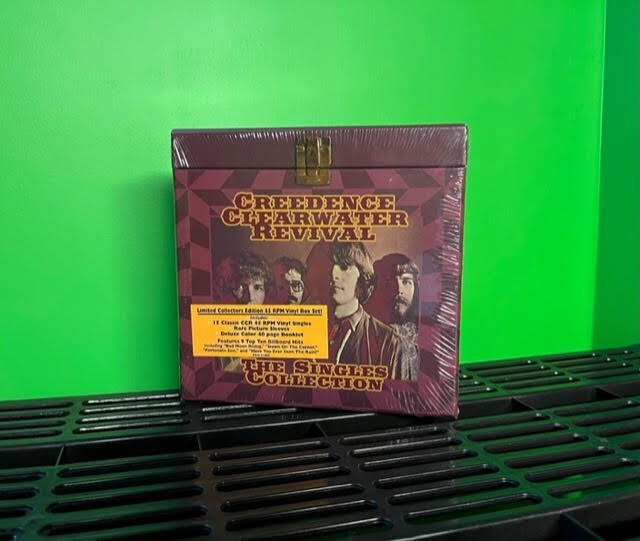 CREEDENCE
CLEARWATER
REVIVAL
Limited Collectors Edition 45 RPM Vinyl Box Set!
Includes:
15 Classic CCR 45 RPM Vinyl Singles
Rare Picture Sleeves
Deluxe Color 40 page Booklet
Features 9 Top Ten Billboard Hits
including "Bad Moon Rising," "Down On The Corner,"
"Fortunate Son," and "Have You Ever Seen The Rain?"
THE SINGLES
COLLECTION